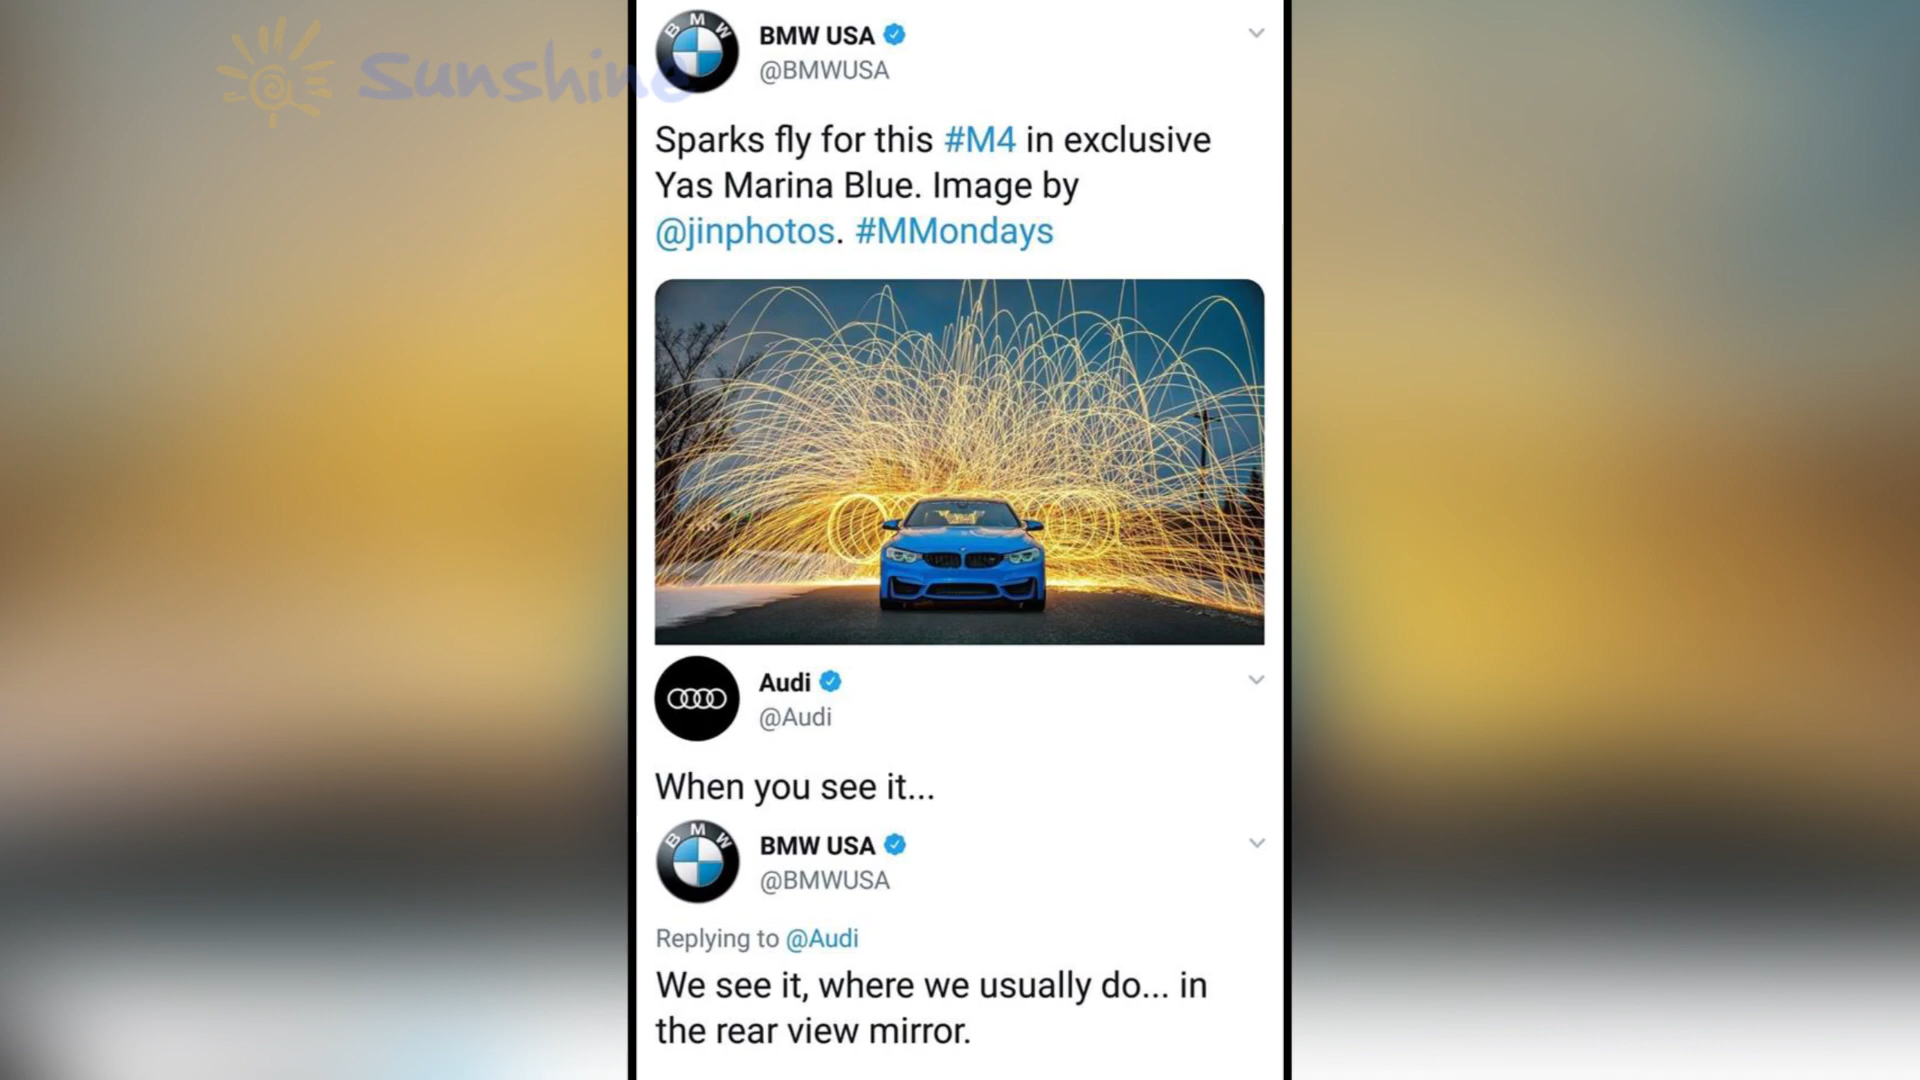 Sunshine
BMW
BMW USA
@BMWUSA
Sparks fly for this #M4 in exclusive
Yas Marina Blue. Image by
@jinphotos. #MMondays
Audi
@Audi
When you see it...
BMW
BMW USA
@BMWUSA
Replying to @Audi
We see it, where we usually do... in
the rear view mirror.